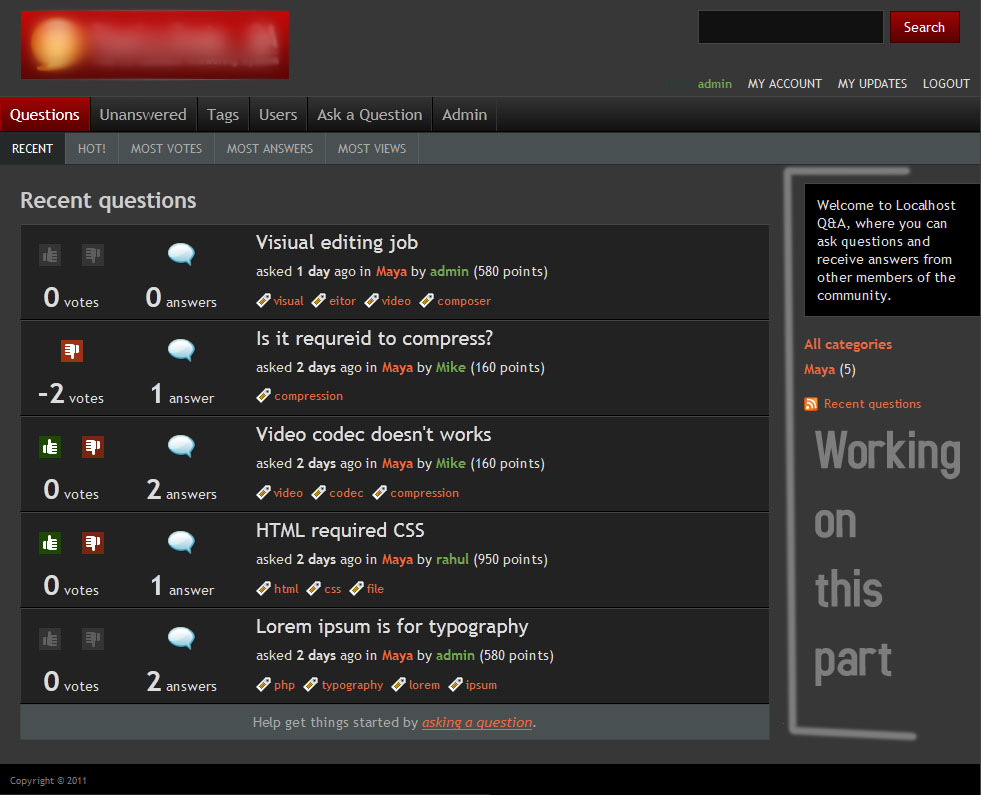 Search
admin MY ACCOUNT MY UPDATES LOGOUT
Questions Unanswered Tags Users Ask a Question Admin
RECENT HOT! MOST VOTES MOST ANSWERS MOST VIEWS
Recent questions
Visiual editing job
asked 1 day ago in Maya by admin (580 points)
0 votes 0 answers
visual eitor video composer
Is it requreid to compress?
asked 2 days ago in Maya by Mike (160 points)
-2 votes 1 answer
compression
Video codec doesn't works
asked 2 days ago in Maya by Mike (160 points)
0 votes 2 answers
video codec compression
HTML required CSS
asked 2 days ago in Maya by rahul (950 points)
0 votes 1 answer
html css file
Lorem ipsum is for typography
asked 2 days ago in Maya by admin (580 points)
0 votes 2 answers
php typography lorem ipsum
Help get things started by asking a question.
Welcome to Localhost
Q&A, where you can
ask questions and
receive answers from
other members of the
community.
All categories
Maya (5)
Recent questions
Working
on
this
part
Copyright © 2011